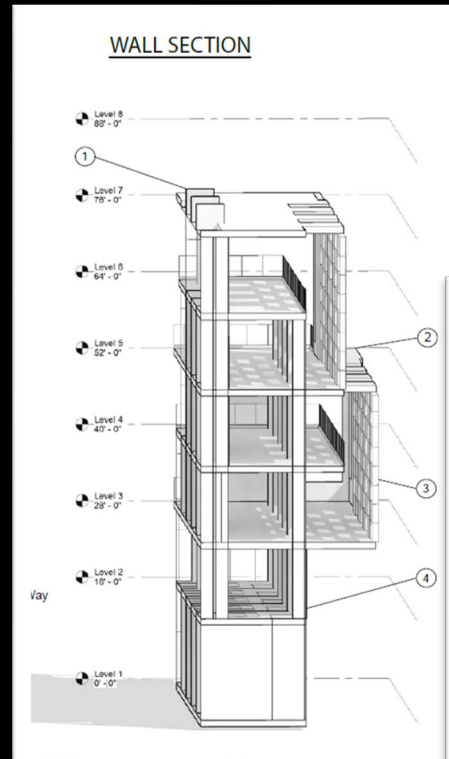 WALL SECTION
Level 8
88' - 0"
1
Level 7
76' - 0"
Level 6
64' - 0"
2
Level 5
52' - 0"
Level 4
40' - 0"
3
Level 3
28' - 0"
Level 2
16' - 0"
4
Way
Level 1
0' - 0"